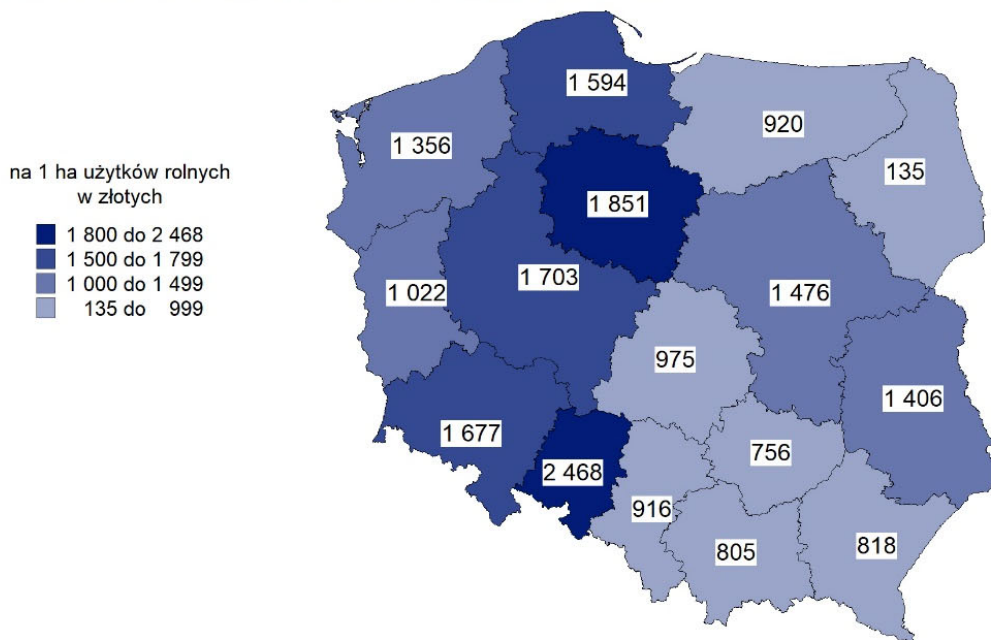 na 1 ha użytków rolnych
w złotych
1 800 do 2 468
1 500 do 1 799
1 000 do 1 499
135 do 999
1 594
920
1 356
135
1 851
1 703
1 022
1 476
975
1 406
1 677
756
2 468
916
805
818